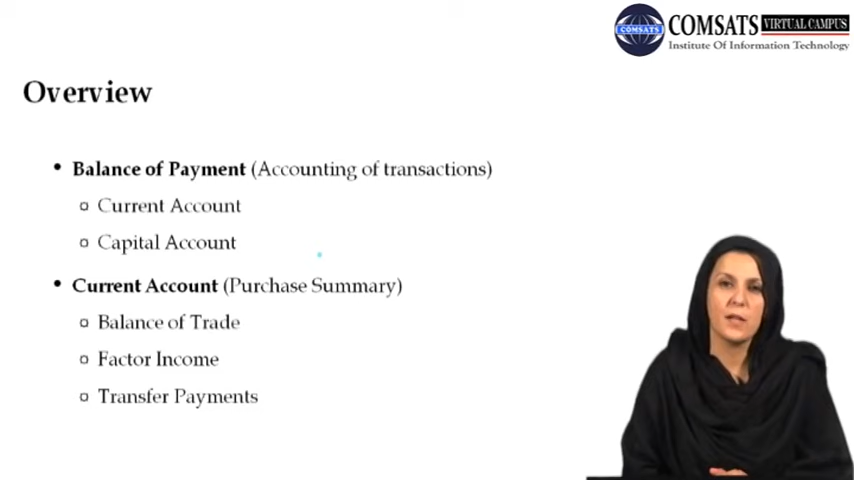 COMSATS VIRTUAL CAMPUS
COMSATS
Institute Of Information Technology
Overview
• Balance of Payment (Accounting of transactions)
Current Account
Capital Account
• Current Account (Purchase Summary)
Balance of Trade
Factor Income
Transfer Payments